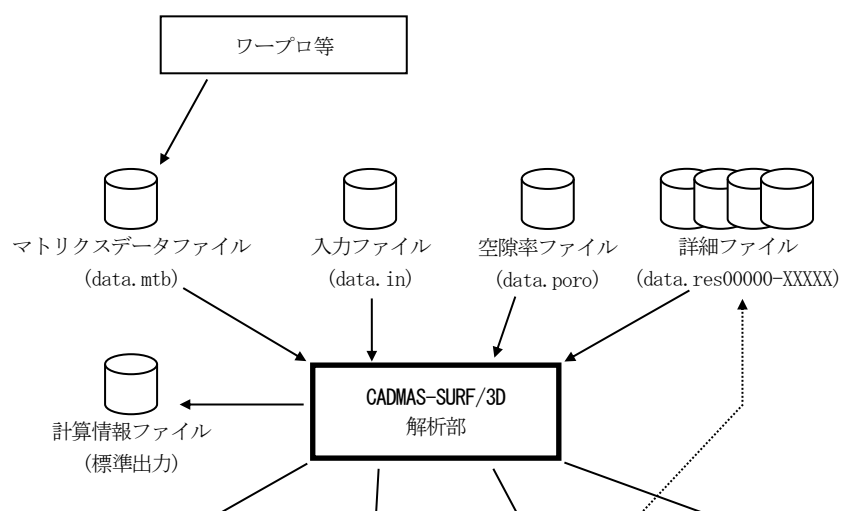 ワープロ等
マトリクスデータファイル
(data.mtb)
入力ファイル
(data.in)
空隙率ファイル
(data.poro)
詳細ファイル
(data.res00000-XXXXX)
CADMAS-SURF/3D
解析部
計算情報ファイル
(標準出力)